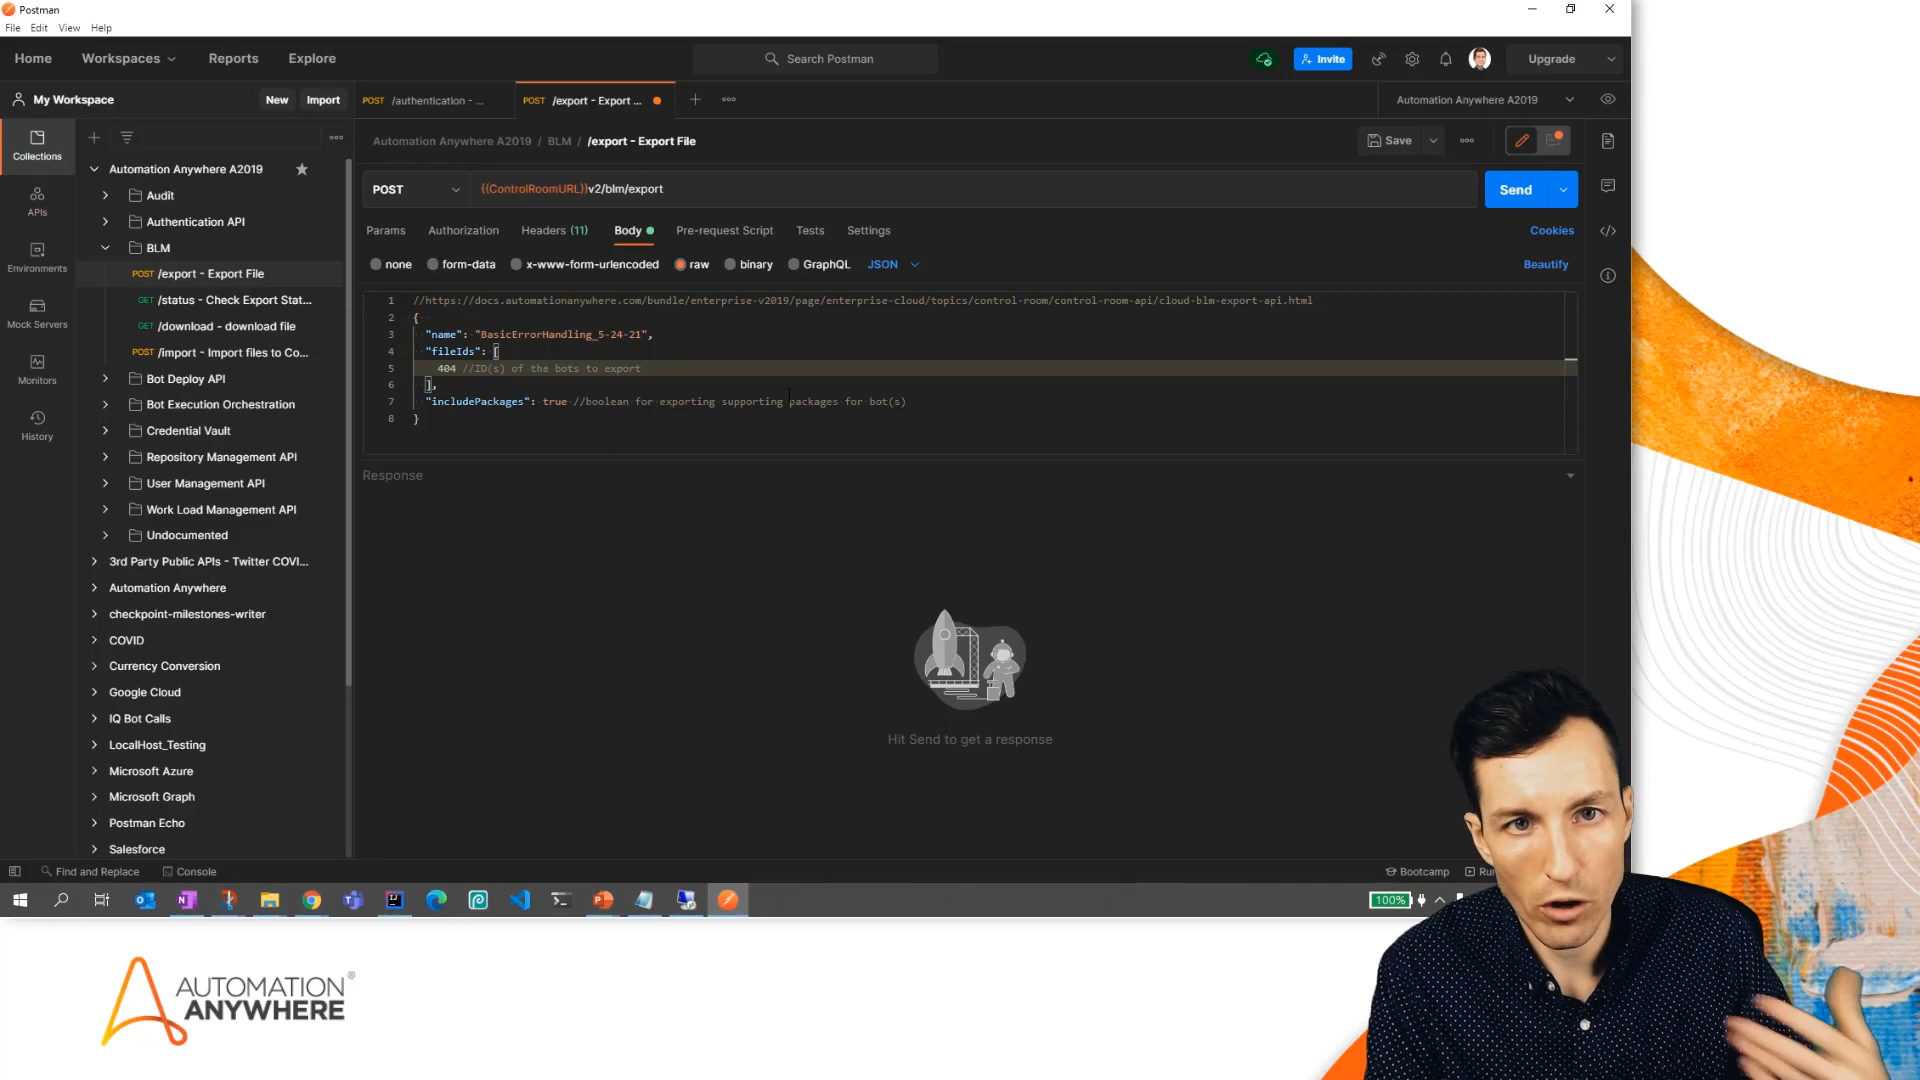 Postman
File Edit View Help
Home Workspaces Reports Explore
Search Postman
Invite
Upgrade
My Workspace
New Import
POST /authentication - ...
POST /export - Export ...
Automation Anywhere A2019
Automation Anywhere A2019 / BLM / /export - Export File
Save
POST {{ControlRoomURL}}v2/blm/export
Send
Params Authorization Headers (11) Body Pre-request Script Tests Settings
Cookies
none form-data x-www-form-urlencoded raw binary GraphQL JSON
Beautify
1 //https://docs.automationanywhere.com/bundle/enterprise-v2019/page/enterprise-cloud/topics/control-room/control-room-api/cloud-blm-export-api.html
2 {
3 "name": "BasicErrorHandling_5-24-21",
4 "fileIds": [
5 404 //ID(s) of the bots to export
6 ],
7 "includePackages": true //boolean for exporting supporting packages for bot(s)
8 }
Response
Hit Send to get a response
Collections
APIs
Environments
Mock Servers
Monitors
History
Automation Anywhere A2019
Audit
Authentication API
BLM
POST /export - Export File
GET /status - Check Export Stat...
GET /download - download file
POST /import - Import files to Co...
Bot Deploy API
Bot Execution Orchestration
Credential Vault
Repository Management API
User Management API
Work Load Management API
Undocumented
3rd Party Public APIs - Twitter COVI...
Automation Anywhere
checkpoint-milestones-writer
COVID
Currency Conversion
Google Cloud
IQ Bot Calls
LocalHost_Testing
Microsoft Azure
Microsoft Graph
Postman Echo
Salesforce
Find and Replace Console
Bootcamp
100%
AUTOMATION
ANYWHERE